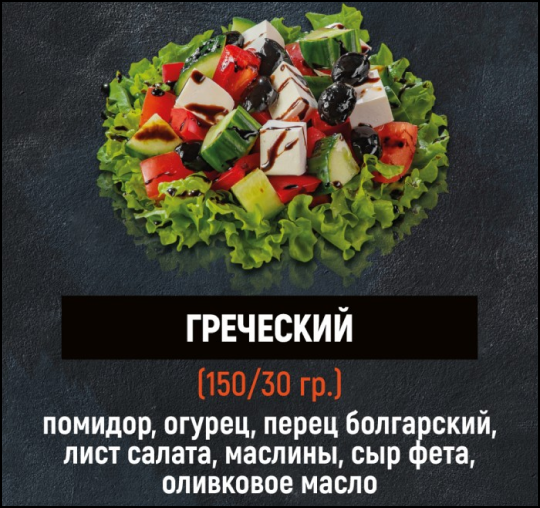 ГРЕЧЕСКИЙ
(150/30 гр.)
помидор, огурец, перец болгарский,
лист салата, маслины, сыр фета,
оливковое масло